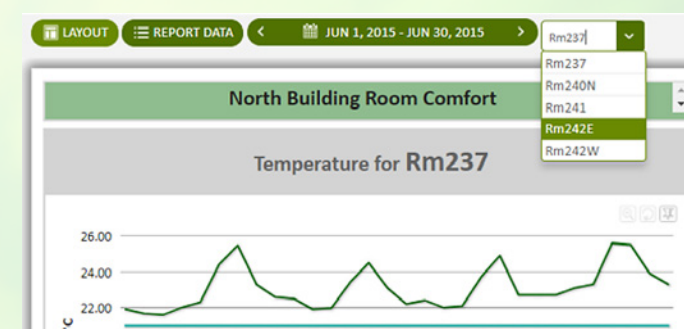 LAYOUT
REPORT DATA
JUN 1, 2015 - JUN 30, 2015
Rm237
Rm237
Rm240N
Rm241
Rm242E
Rm242W
North Building Room Comfort
Temperature for Rm237
26.00
24.00
22.00